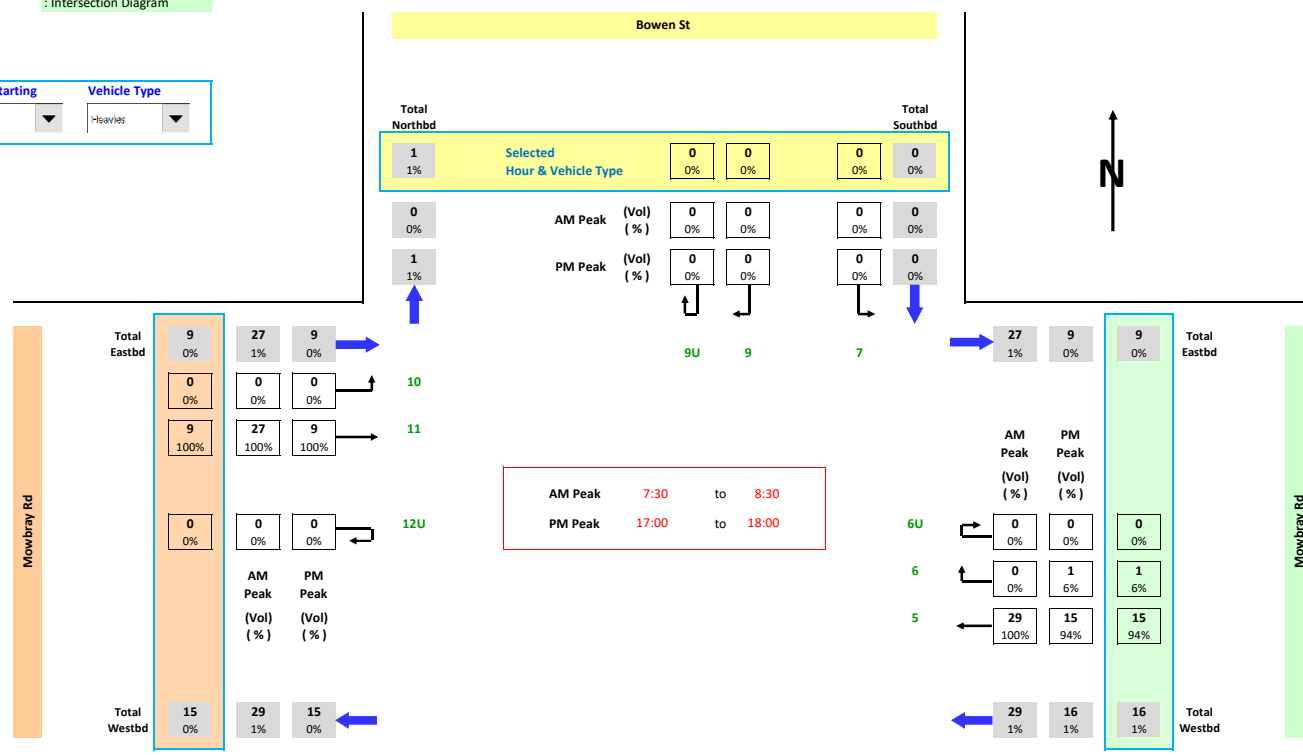 : Intersection Diagram
Bowen St
tarting Vehicle Type
Heavies
Total Northbd
Total Southbd
1 1%
Selected Hour & Vehicle Type
0 0%
0 0%
0 0%
0 0%
0 0%
AM Peak (Vol) ( % )
0 0%
0 0%
0 0%
0 0%
1 1%
PM Peak (Vol) ( % )
0 0%
0 0%
0 0%
0 0%
N
9U 9 7
Mowbray Rd
Total Eastbd
9 0%
27 1%
9 0%
0 0%
0 0%
0 0%
10
9 100%
27 100%
9 100%
11
0 0%
0 0%
0 0%
12U
AM Peak (Vol) ( % )
PM Peak (Vol) ( % )
Total Westbd
15 0%
29 1%
15 0%
AM Peak 7:30 to 8:30
PM Peak 17:00 to 18:00
27 1%
9 0%
9 0%
Total Eastbd
AM Peak (Vol) ( % )
PM Peak (Vol) ( % )
6U
0 0%
0 0%
0 0%
6
0 0%
1 6%
1 6%
5
29 100%
15 94%
15 94%
29 1%
16 1%
16 1%
Total Westbd
Mowbray Rd